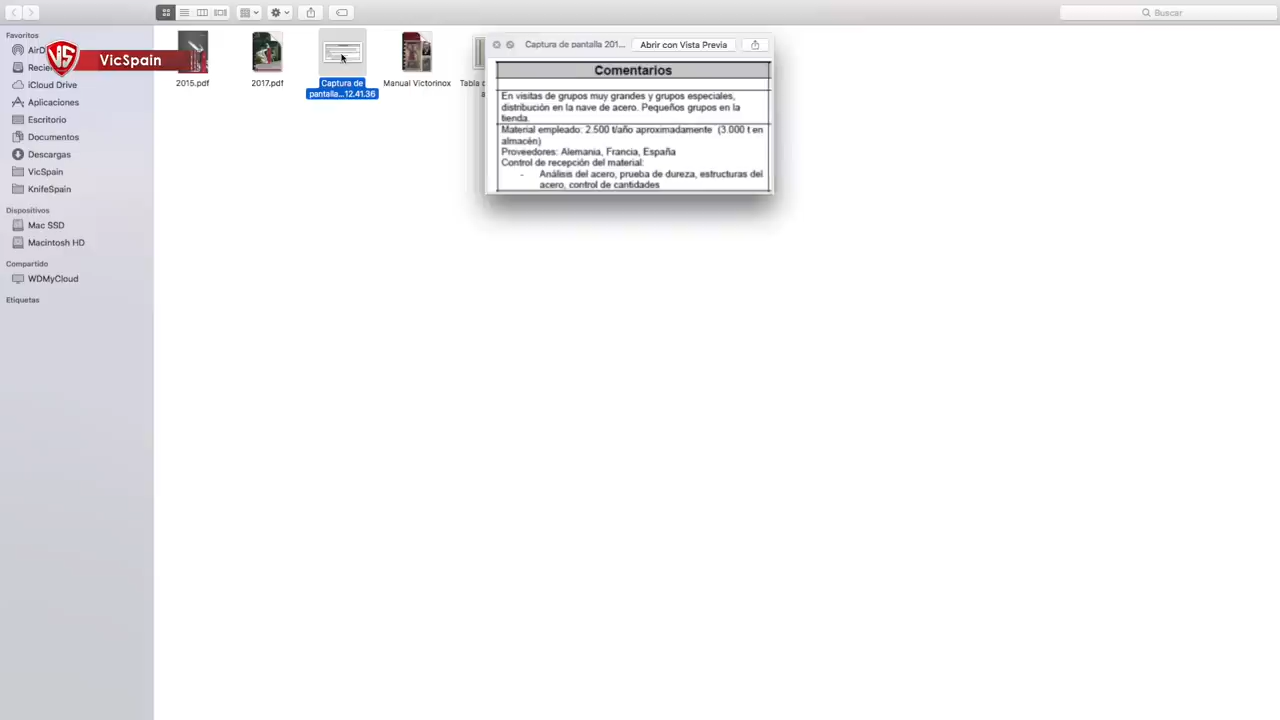 Buscar
Favoritos
AirD
Recien
iCloud Drive
Aplicaciones
Escritorio
Documentos
Descargas
VicSpain
KnifeSpain
Dispositivos
Mac SSD
Macintosh HD
Compartido
WDMyCloud
Etiquetas
VS
VicSpain
2015.pdf
2017.pdf
Captura de
pantalla...12.41.36
Manual Victorinox
Tabla
Captura de pantalla 201...
Abrir con Vista Previa
Comentarios
En visitas de grupos muy grandes y grupos especiales,
distribución en la nave de acero. Pequeños grupos en la
tienda.
Material empleado: 2.500 t/año aproximadamente (3.000 t en
almacén)
Proveedores: Alemania, Francia, España
Control de recepción del material:
- Análisis del acero, prueba de dureza, estructuras del
acero, control de cantidades